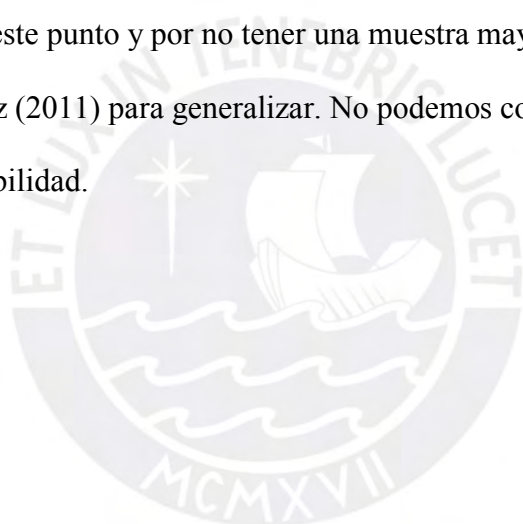 este punto y por no tener una muestra may
z (2011) para generalizar. No podemos co
bilidad.
ET LUX IN TENEBRIS LUCET
MCMXVII